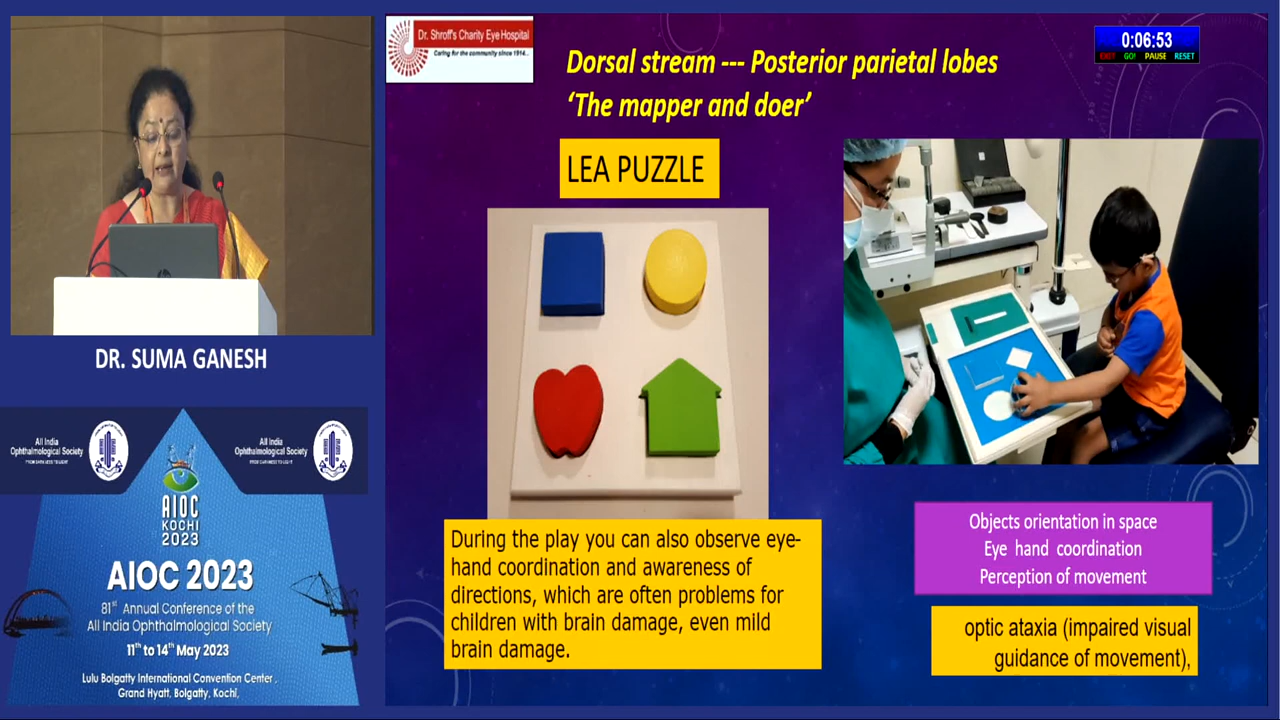 Dr. Shroff's Charity Eye Hospital
Caring for the community since 1914...
Dorsal stream --- Posterior parietal lobes
‘The mapper and doer’
0:06:53
EXIT GO! PAUSE RESET
LEA PUZZLE
During the play you can also observe eye-
hand coordination and awareness of
directions, which are often problems for
children with brain damage, even mild
brain damage.
Objects orientation in space
Eye hand coordination
Perception of movement
optic ataxia (impaired visual
guidance of movement),
DR. SUMA GANESH
All India
Ophthalmological Society
All India
Ophthalmological Society
AIOC
KOCHI
2023
AIOC 2023
81st Annual Conference of the
All India Ophthalmological Society
11th to 14th May 2023
Lulu Bolgatty International Convention Center ,
Grand Hyatt, Bolgatty, Kochi,